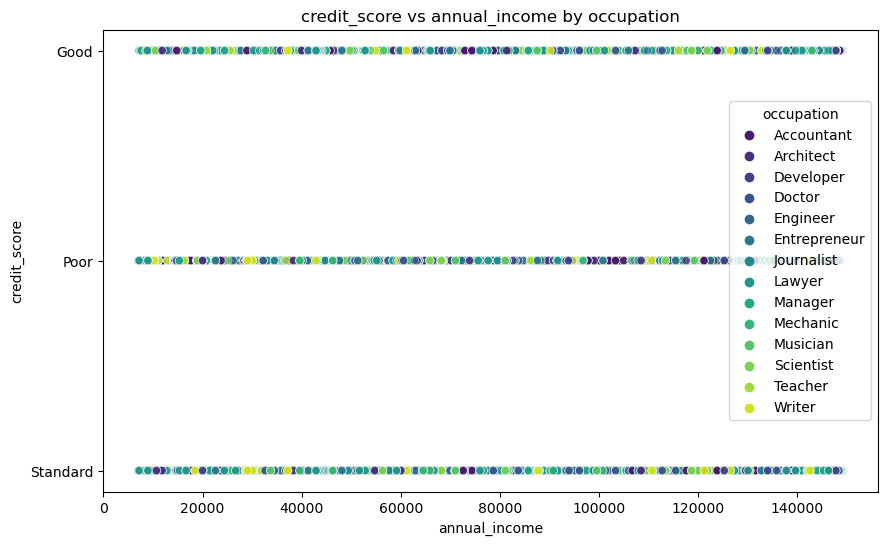 credit_score vs annual_income by occupation
credit_score
Good
Poor
Standard
occupation
Accountant
Architect
Developer
Doctor
Engineer
Entrepreneur
Journalist
Lawyer
Manager
Mechanic
Musician
Scientist
Teacher
Writer
0 20000 40000 60000 80000 100000 120000 140000
annual_income